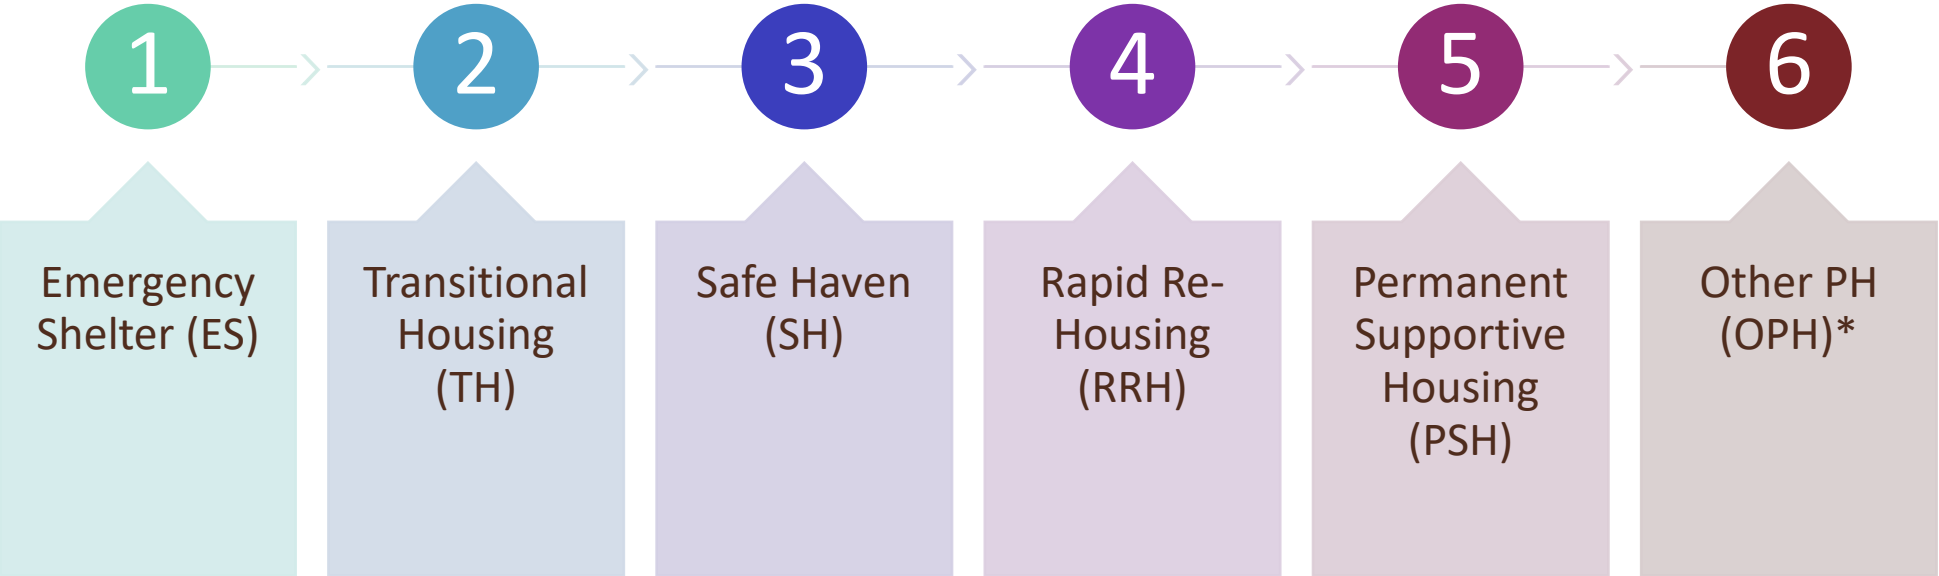 1
2
3
4
5
6
Emergency
Shelter (ES)
Transitional
Housing
(TH)
Safe Haven
(SH)
Rapid Re-
Housing
(RRH)
Permanent
Supportive
Housing
(PSH)
Other PH
(OPH)*